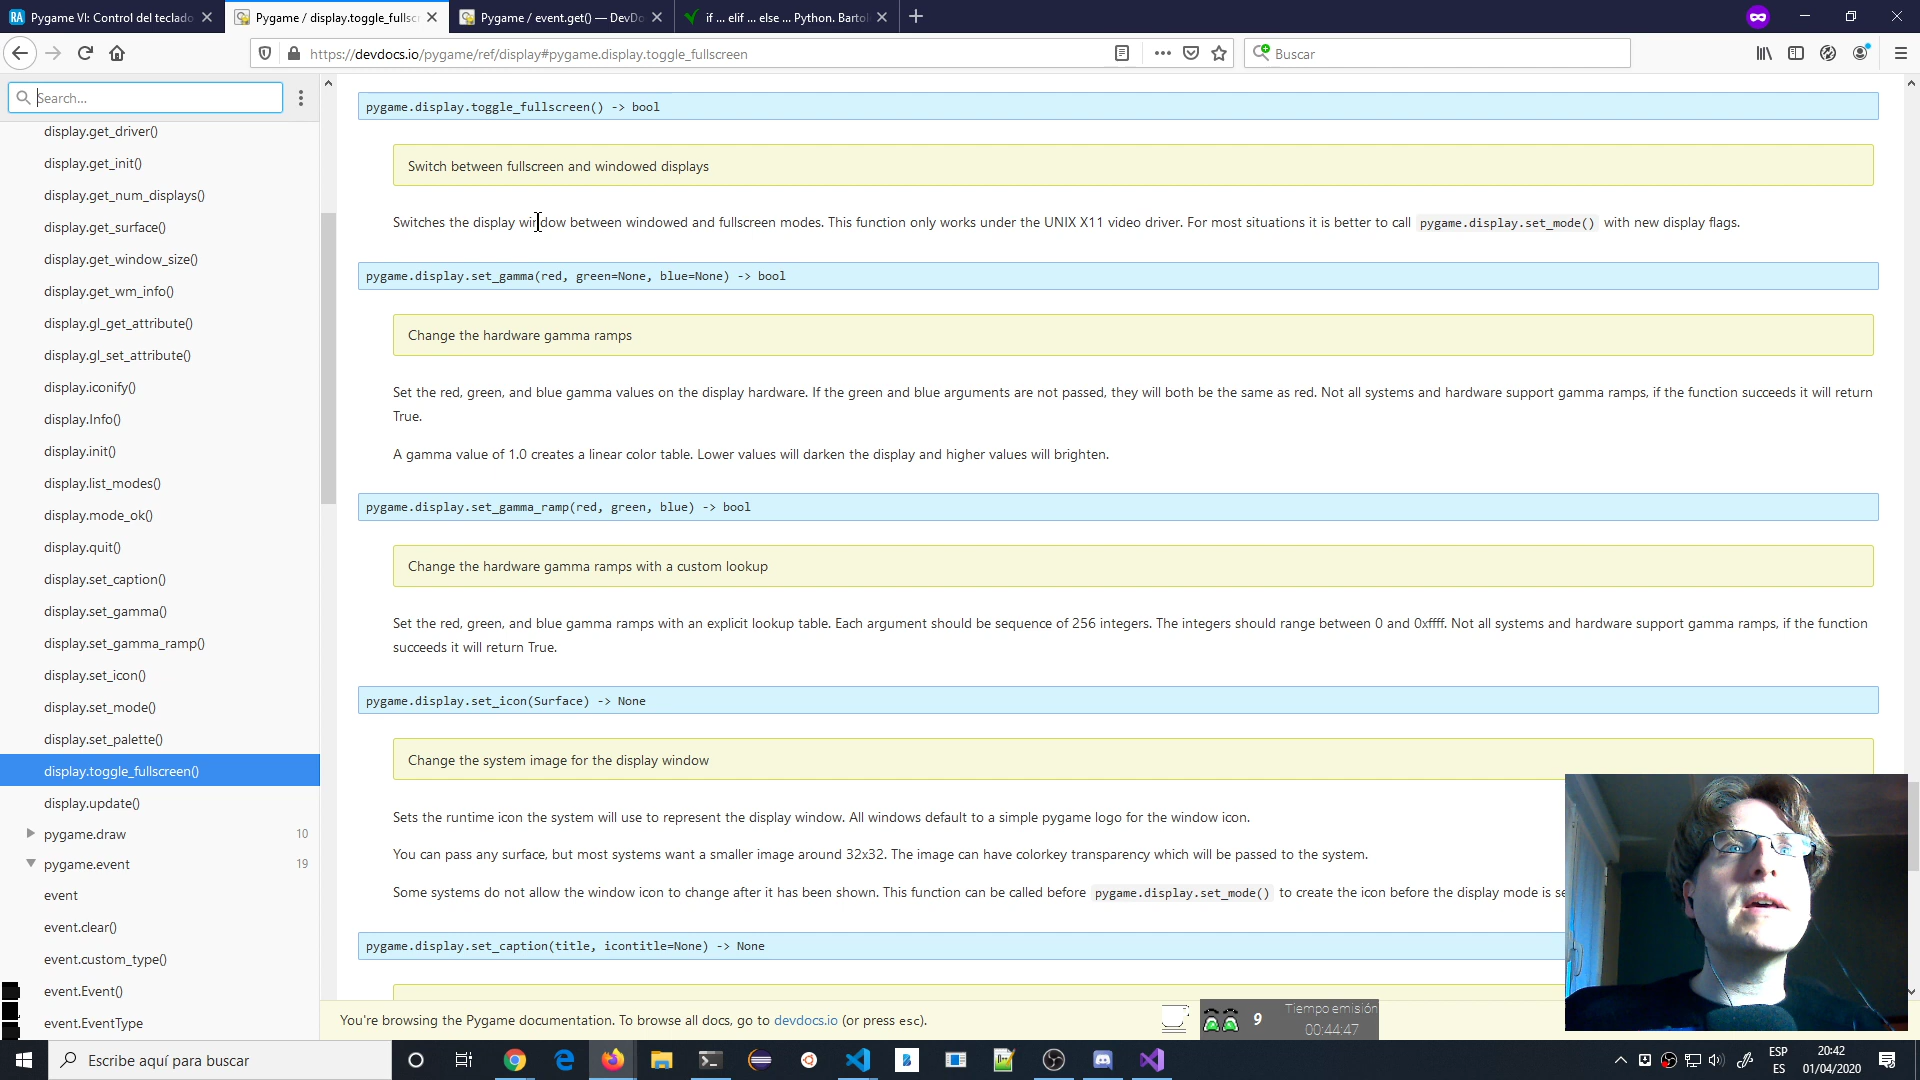 Pygame VI: Control del teclado
Pygame / display.toggle_fullscr
Pygame / event.get() — DevDo
if ... elif ... else ... Python. Bartol
https://devdocs.io/pygame/ref/display#pygame.display.toggle_fullscreen
Buscar
Search...
display.get_driver()
display.get_init()
display.get_num_displays()
display.get_surface()
display.get_window_size()
display.get_wm_info()
display.gl_get_attribute()
display.gl_set_attribute()
display.iconify()
display.Info()
display.init()
display.list_modes()
display.mode_ok()
display.quit()
display.set_caption()
display.set_gamma()
display.set_gamma_ramp()
display.set_icon()
display.set_mode()
display.set_palette()
display.toggle_fullscreen()
display.update()
pygame.draw 10
pygame.event 19
event
event.clear()
event.custom_type()
event.Event()
event.EventType
pygame.display.toggle_fullscreen() -> bool
Switch between fullscreen and windowed displays
Switches the display window between windowed and fullscreen modes. This function only works under the UNIX X11 video driver. For most situations it is better to call pygame.display.set_mode() with new display flags.
pygame.display.set_gamma(red, green=None, blue=None) -> bool
Change the hardware gamma ramps
Set the red, green, and blue gamma values on the display hardware. If the green and blue arguments are not passed, they will both be the same as red. Not all systems and hardware support gamma ramps, if the function succeeds it will return
True.
A gamma value of 1.0 creates a linear color table. Lower values will darken the display and higher values will brighten.
pygame.display.set_gamma_ramp(red, green, blue) -> bool
Change the hardware gamma ramps with a custom lookup
Set the red, green, and blue gamma ramps with an explicit lookup table. Each argument should be sequence of 256 integers. The integers should range between 0 and 0xffff. Not all systems and hardware support gamma ramps, if the function
succeeds it will return True.
pygame.display.set_icon(Surface) -> None
Change the system image for the display window
Sets the runtime icon the system will use to represent the display window. All windows default to a simple pygame logo for the window icon.
You can pass any surface, but most systems want a smaller image around 32x32. The image can have colorkey transparency which will be passed to the system.
Some systems do not allow the window icon to change after it has been shown. This function can be called before pygame.display.set_mode() to create the icon before the display mode is se
pygame.display.set_caption(title, icontitle=None) -> None
You're browsing the Pygame documentation. To browse all docs, go to devdocs.io (or press esc).
9
Tiempo emisión
00:44:47
Escribe aquí para buscar
ESP
ES
20:42
01/04/2020